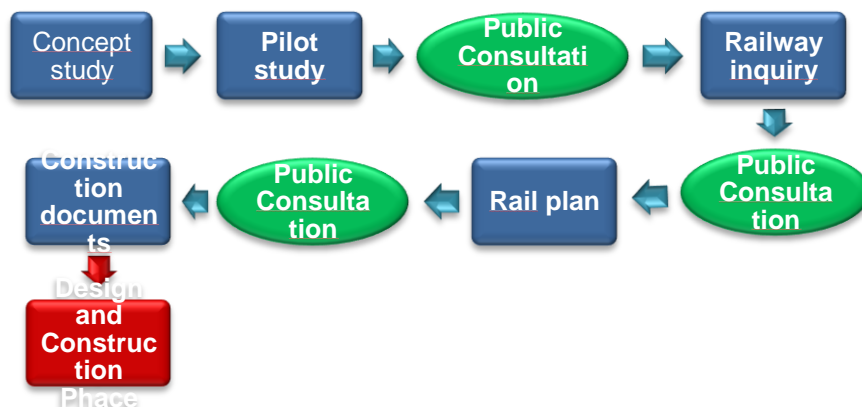 Concept
study
Pilot
study
Public
Consultati
on
Railway
inquiry
Public
Consulta
tion
Rail plan
Public
Consulta
tion
Construc
tion
documen
ts
Design
and
Construc
tion
Phace